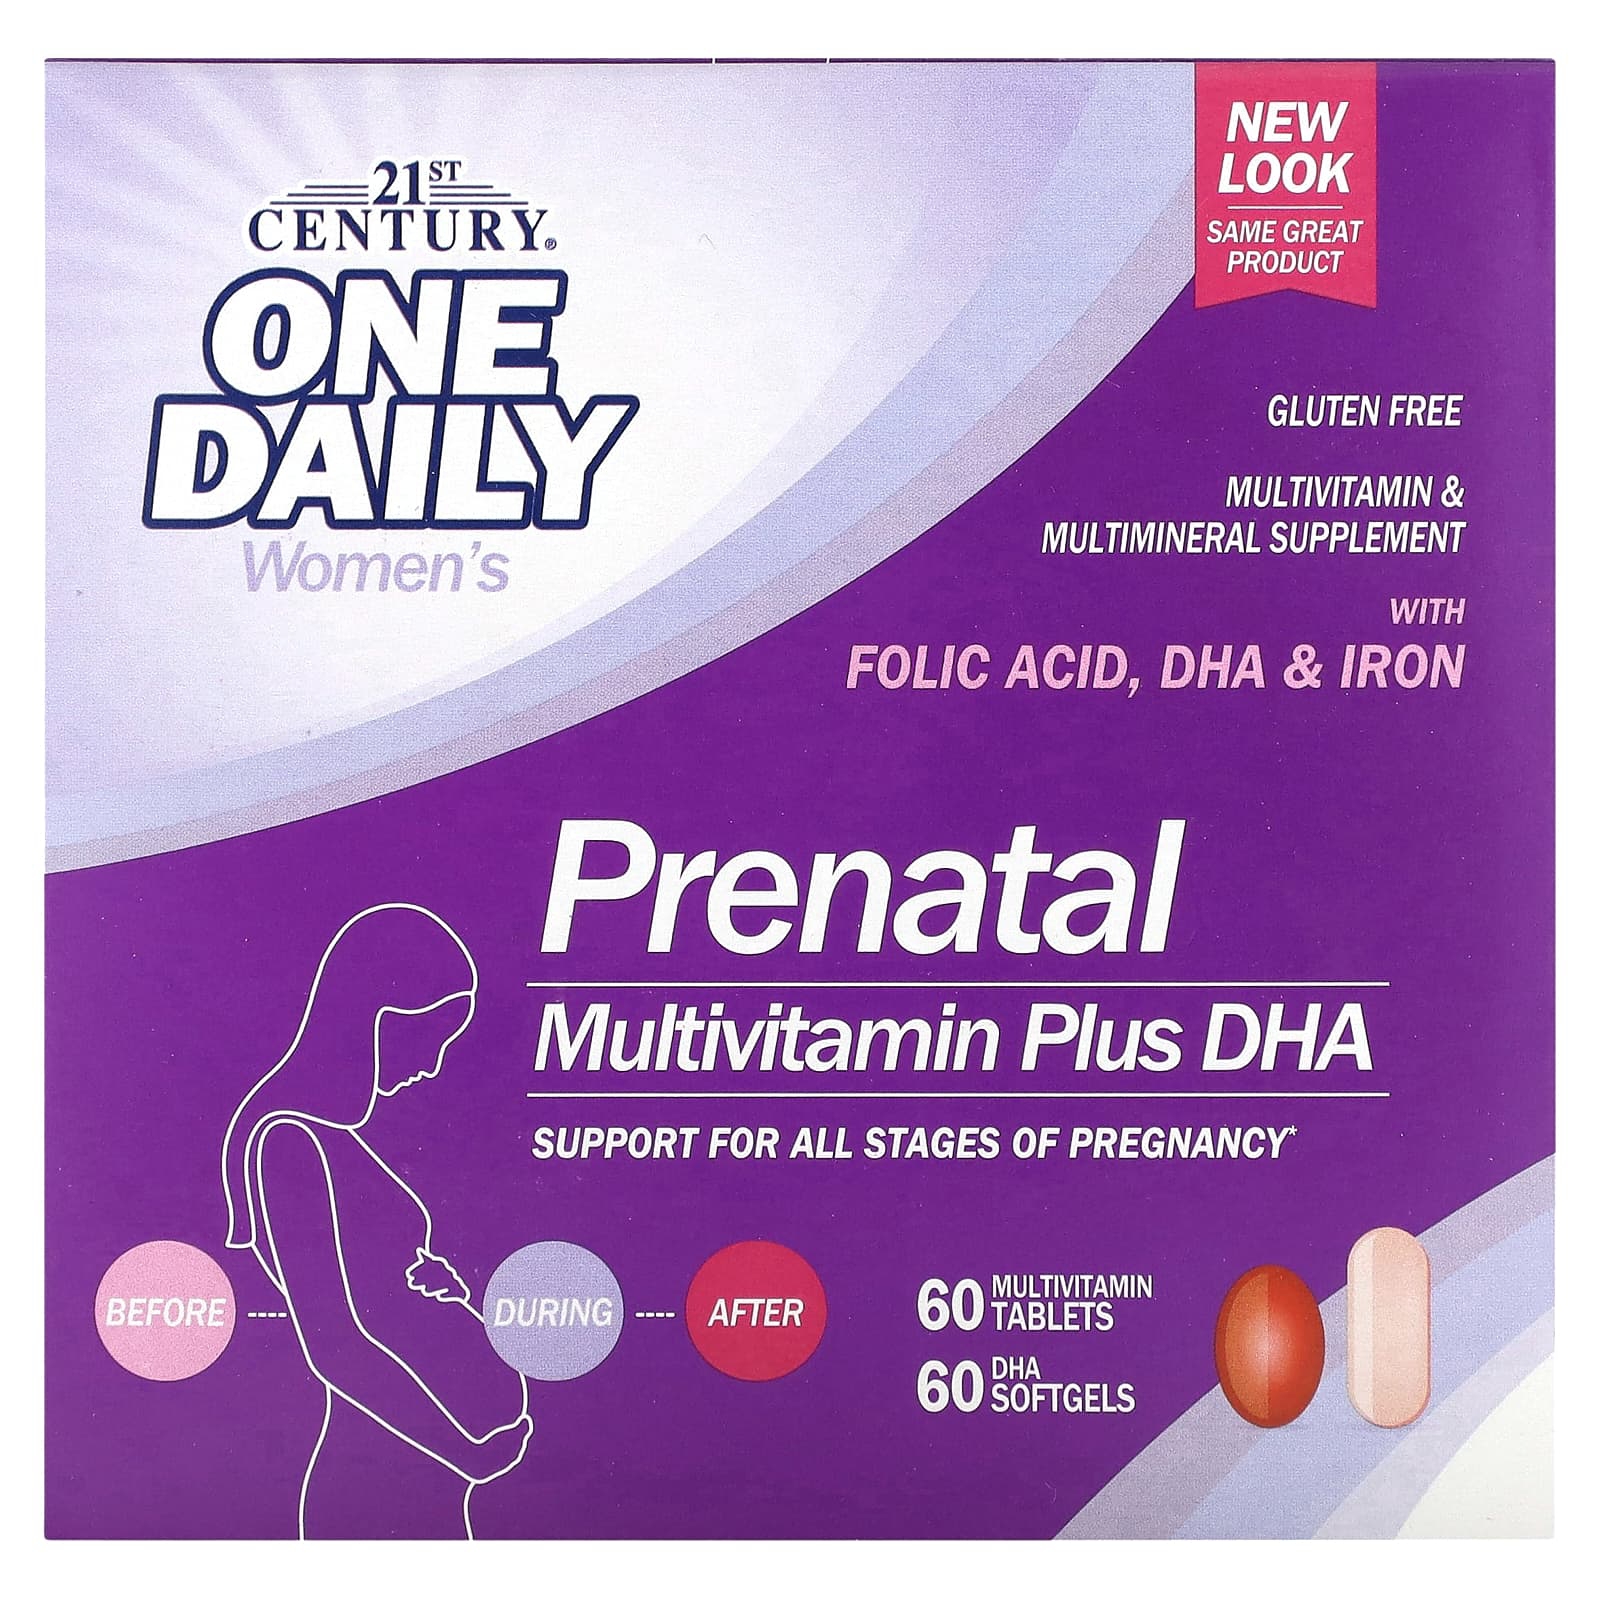 21ST
CENTURY®
ONE
DAILY
Women's
NEW
LOOK
SAME GREAT
PRODUCT
GLUTEN FREE
MULTIVITAMIN &
MULTIMINERAL SUPPLEMENT
WITH
FOLIC ACID, DHA & IRON
Prenatal
Multivitamin Plus DHA
SUPPORT FOR ALL STAGES OF PREGNANCY*
BEFORE ---- DURING ---- AFTER
60 MULTIVITAMIN
TABLETS
60 DHA
SOFTGELS